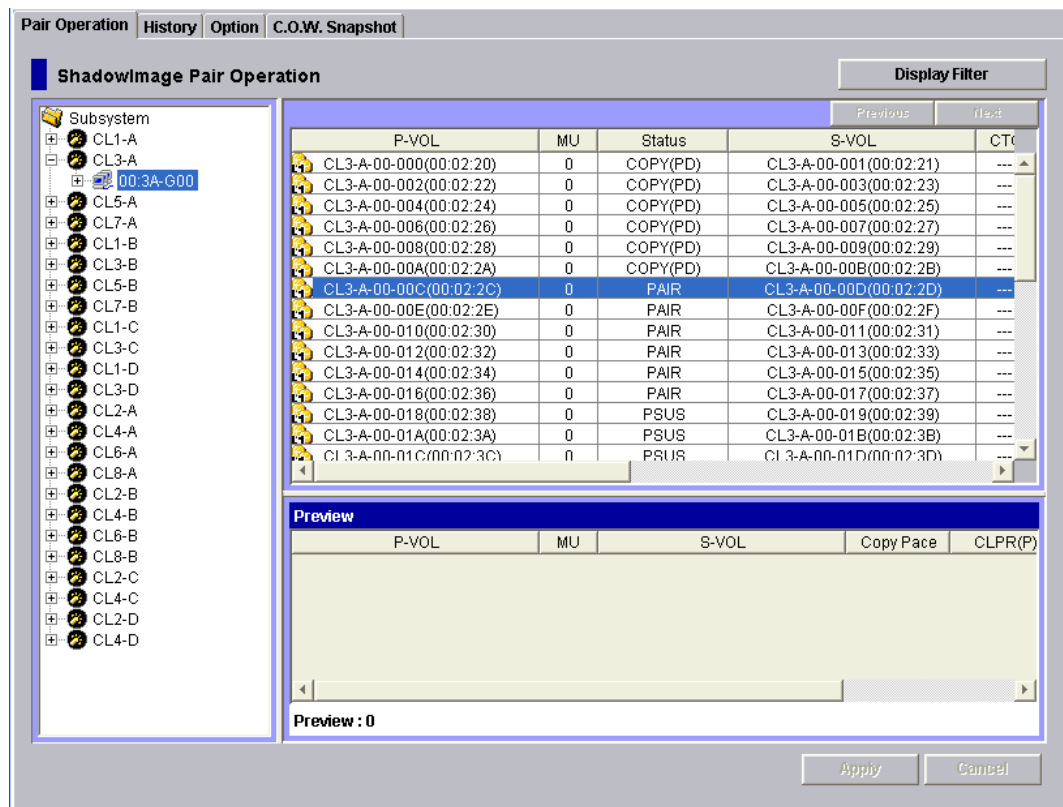 Pair Operation History Option C.O.W. Snapshot
ShadowImage Pair Operation Display Filter
Previous Next
Subsystem
CL1-A
CL3-A
00:3A-G00
CL5-A
CL7-A
CL1-B
CL3-B
CL5-B
CL7-B
CL1-C
CL3-C
CL1-D
CL3-D
CL2-A
CL4-A
CL6-A
CL8-A
CL2-B
CL4-B
CL6-B
CL8-B
CL2-C
CL4-C
CL2-D
CL4-D
P-VOL MU Status S-VOL CT
CL3-A-00-000(00:02:20) 0 COPY(PD) CL3-A-00-001(00:02:21) ---
CL3-A-00-002(00:02:22) 0 COPY(PD) CL3-A-00-003(00:02:23) ---
CL3-A-00-004(00:02:24) 0 COPY(PD) CL3-A-00-005(00:02:25) ---
CL3-A-00-006(00:02:26) 0 COPY(PD) CL3-A-00-007(00:02:27) ---
CL3-A-00-008(00:02:28) 0 COPY(PD) CL3-A-00-009(00:02:29) ---
CL3-A-00-00A(00:02:2A) 0 COPY(PD) CL3-A-00-00B(00:02:2B) ---
CL3-A-00-00C(00:02:2C) 0 PAIR CL3-A-00-00D(00:02:2D) ---
CL3-A-00-00E(00:02:2E) 0 PAIR CL3-A-00-00F(00:02:2F) ---
CL3-A-00-010(00:02:30) 0 PAIR CL3-A-00-011(00:02:31) ---
CL3-A-00-012(00:02:32) 0 PAIR CL3-A-00-013(00:02:33) ---
CL3-A-00-014(00:02:34) 0 PAIR CL3-A-00-015(00:02:35) ---
CL3-A-00-016(00:02:36) 0 PAIR CL3-A-00-017(00:02:37) ---
CL3-A-00-018(00:02:38) 0 PSUS CL3-A-00-019(00:02:39) ---
CL3-A-00-01A(00:02:3A) 0 PSUS CL3-A-00-01B(00:02:3B) ---
CL3-A-00-01C(00:02:3C) 0 PSUS CL3-A-00-01D(00:02:3D) ---
Preview
P-VOL MU S-VOL Copy Pace CLPR(P)
Preview : 0
Apply Cancel